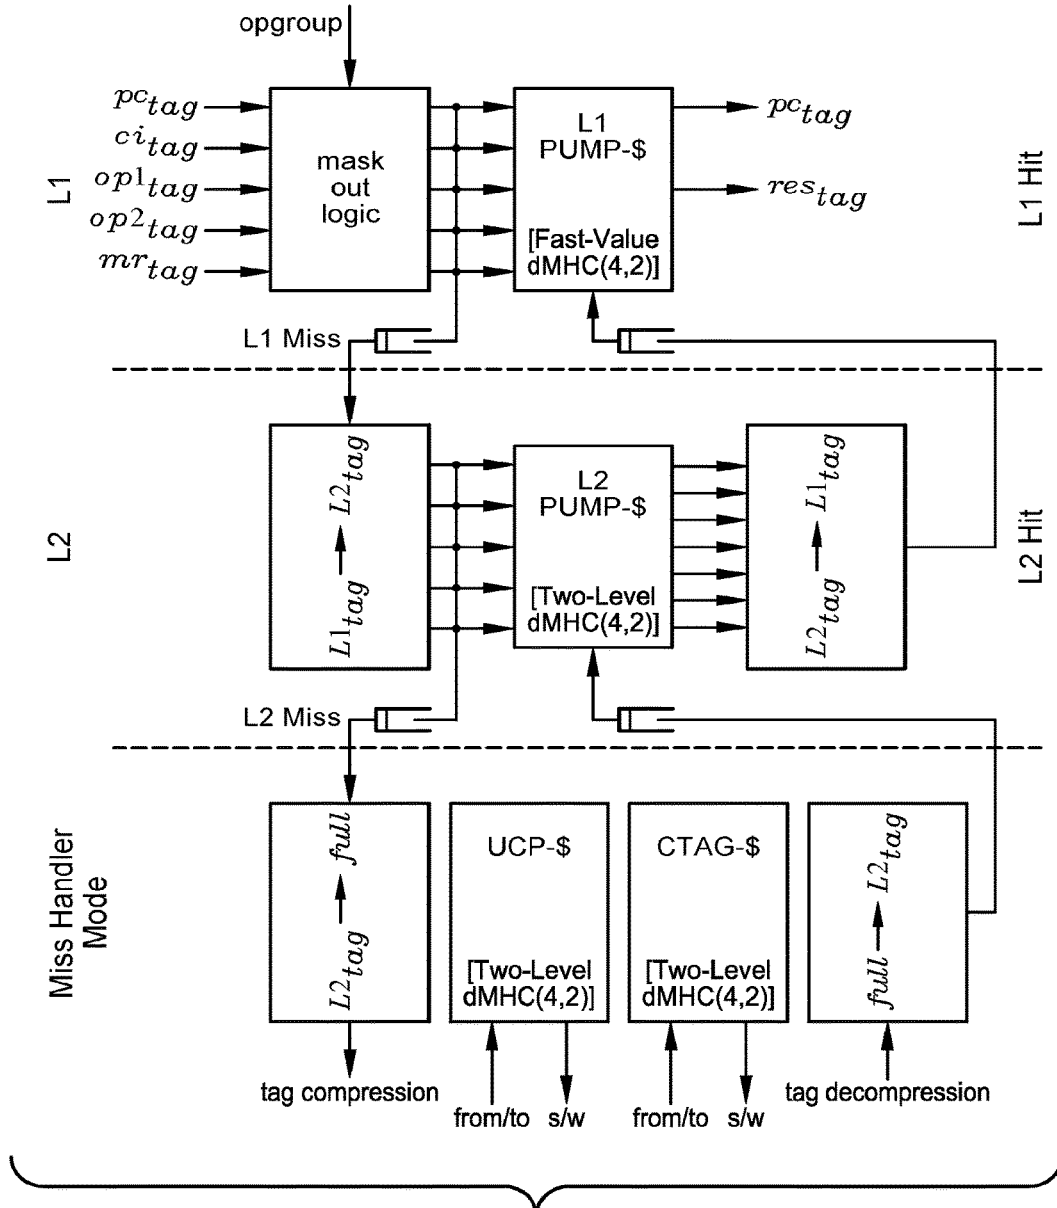 opgroup
pc_tag
ci_tag
op1_tag
op2_tag
mr_tag
L1
mask
out
logic
L1
PUMP-$
[Fast-Value
dMHC(4,2)]
pc_tag
res_tag
L1 Hit
L1 Miss
L2
L1_tag → L2_tag
L2
PUMP-$
[Two-Level
dMHC(4,2)]
L2_tag → L1_tag
L2 Hit
L2 Miss
Miss Handler
Mode
L2_tag → full
UCP-$
[Two-Level
dMHC(4,2)]
CTAG-$
[Two-Level
dMHC(4,2)]
full → L2_tag
tag compression
from/to s/w
from/to s/w
tag decompression